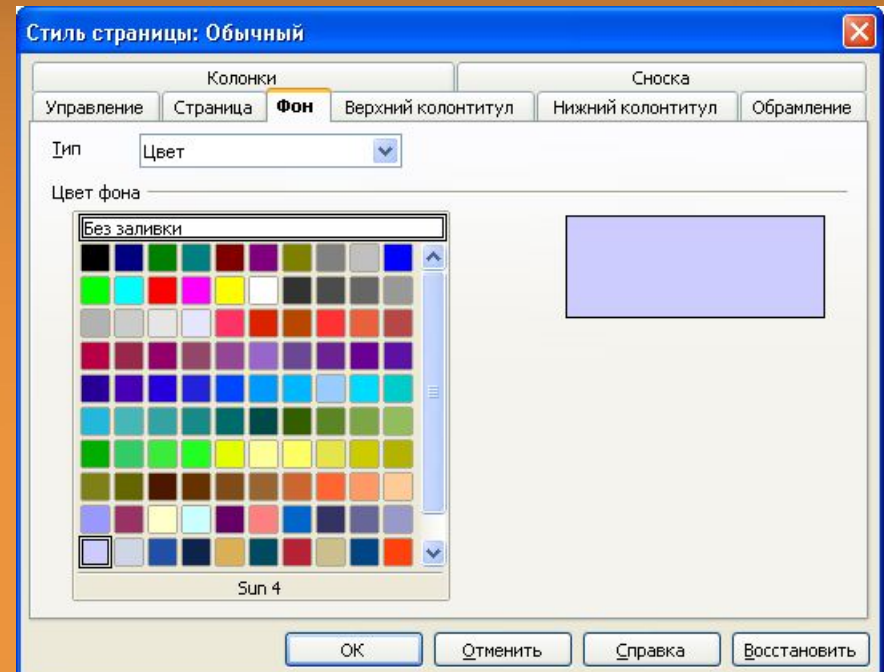 Стиль страницы: Обычный
Колонки
Сноска
Управление
Страница
Фон
Верхний колонтитул
Нижний колонтитул
Обрамление
Тип
Цвет
Цвет фона
Без заливки
Sun 4
ОК
Отменить
Справка
Восстановить